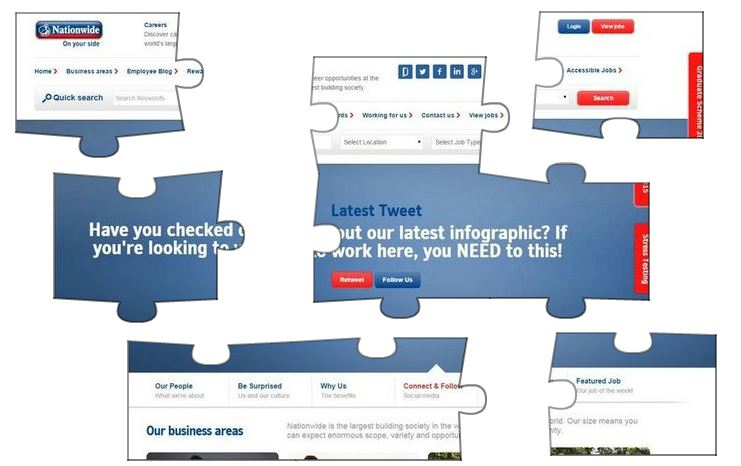 Nationwide
On your side
Careers
Discover ca
world's larg
Home Business areas Employee Blog Rewa
Quick search
Search Keywords
eer opportunities at the
est building society.
rds Working for us Contact us View jobs
Select Location Select Job Type
Login View jobs
Accessible Jobs
Search
Graduate Scheme 2
015
Stress Testing
Latest Tweet
Have you checked out our latest infographic? If
you're looking to work here, you NEED to this!
Retweet Follow Us
Our People Be Surprised Why Us Connect & Follow
What we're about Us and our culture The benefits Social media
Featured Job
Our job of the week!
Our business areas
Nationwide is the largest building society in the w
can expect enormous scope, variety and opportu
orld. Our size means you
nity.